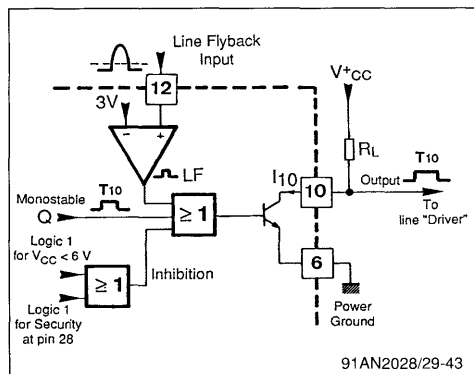 Line Flyback
Input
12
3V
V+CC
- +
LF
RL
T10
I10
10
Output
T10
Monostable
Q
≥ 1
To
line "Driver"
Logic 1
for VCC < 6 V
≥ 1
Inhibition
6
Logic 1
for Security
at pin 28
Power
Ground
91AN2028/29-43